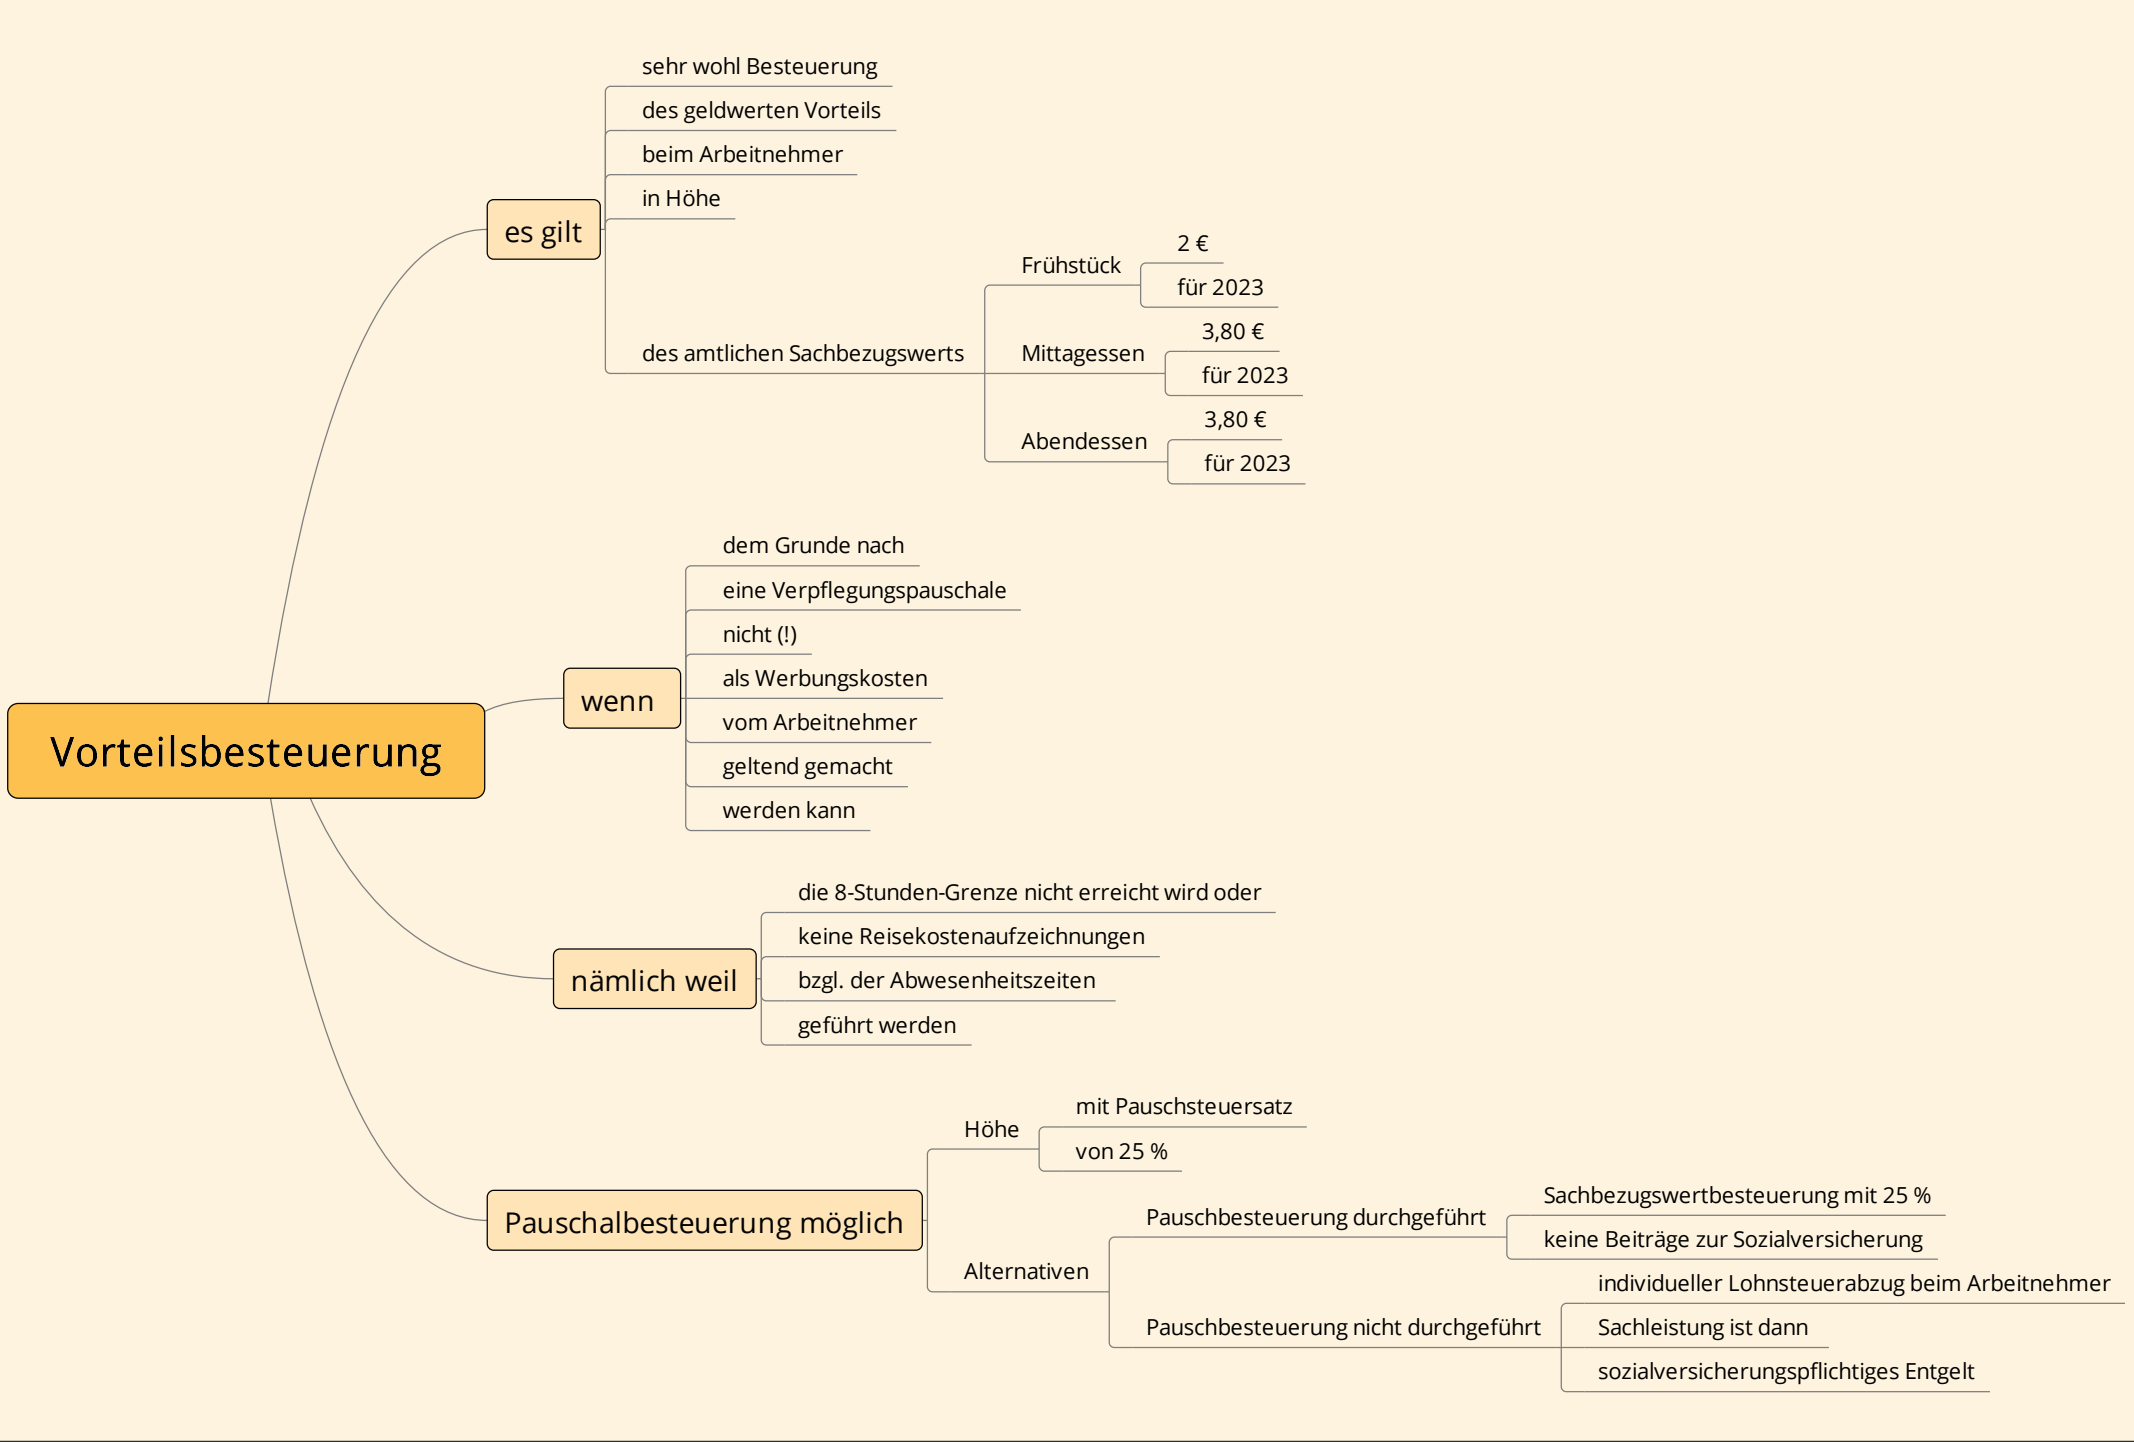 Vorteilsbesteuerung
es gilt
sehr wohl Besteuerung
des geldwerten Vorteils
beim Arbeitnehmer
in Höhe
des amtlichen Sachbezugswerts
Frühstück
2 €
für 2023
Mittagessen
3,80 €
für 2023
Abendessen
3,80 €
für 2023
wenn
dem Grunde nach
eine Verpflegungspauschale
nicht (!)
als Werbungskosten
vom Arbeitnehmer
geltend gemacht
werden kann
nämlich weil
die 8-Stunden-Grenze nicht erreicht wird oder
keine Reisekostenaufzeichnungen
bzgl. der Abwesenheitszeiten
geführt werden
Pauschalbesteuerung möglich
Höhe
mit Pauschsteuersatz
von 25 %
Alternativen
Pauschbesteuerung durchgeführt
Sachbezugswertbesteuerung mit 25 %
keine Beiträge zur Sozialversicherung
Pauschbesteuerung nicht durchgeführt
individueller Lohnsteuerabzug beim Arbeitnehmer
Sachleistung ist dann
sozialversicherungspflichtiges Entgelt